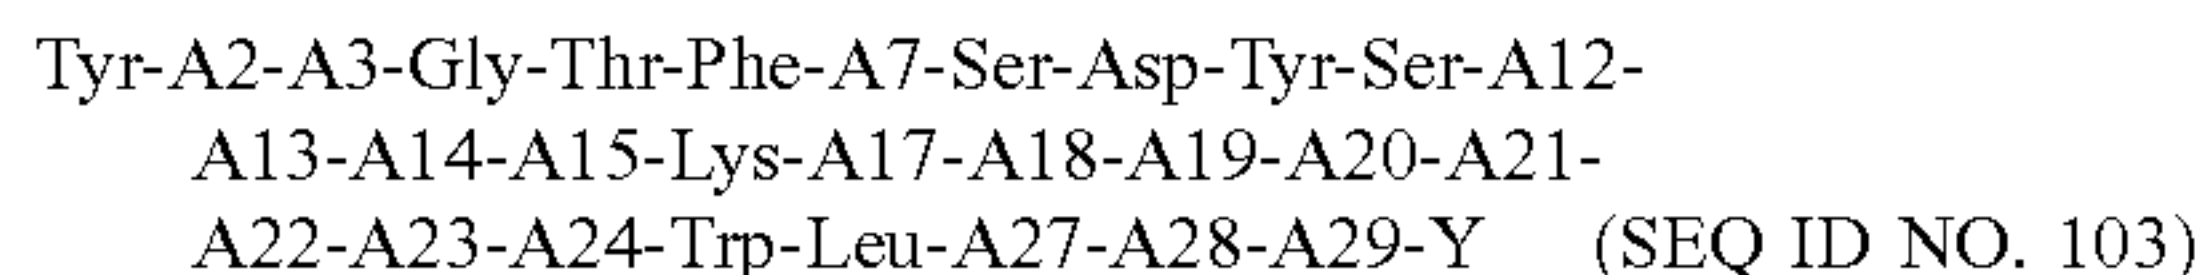 Tyr-A2-A3-Gly-Thr-Phe-A7-Ser-Asp-Tyr-Ser-A12-
A13-A14-A15-Lys-A17-A18-A19-A20-A21-
A22-A23-A24-Trp-Leu-A27-A28-A29-Y (SEQ ID NO. 103)